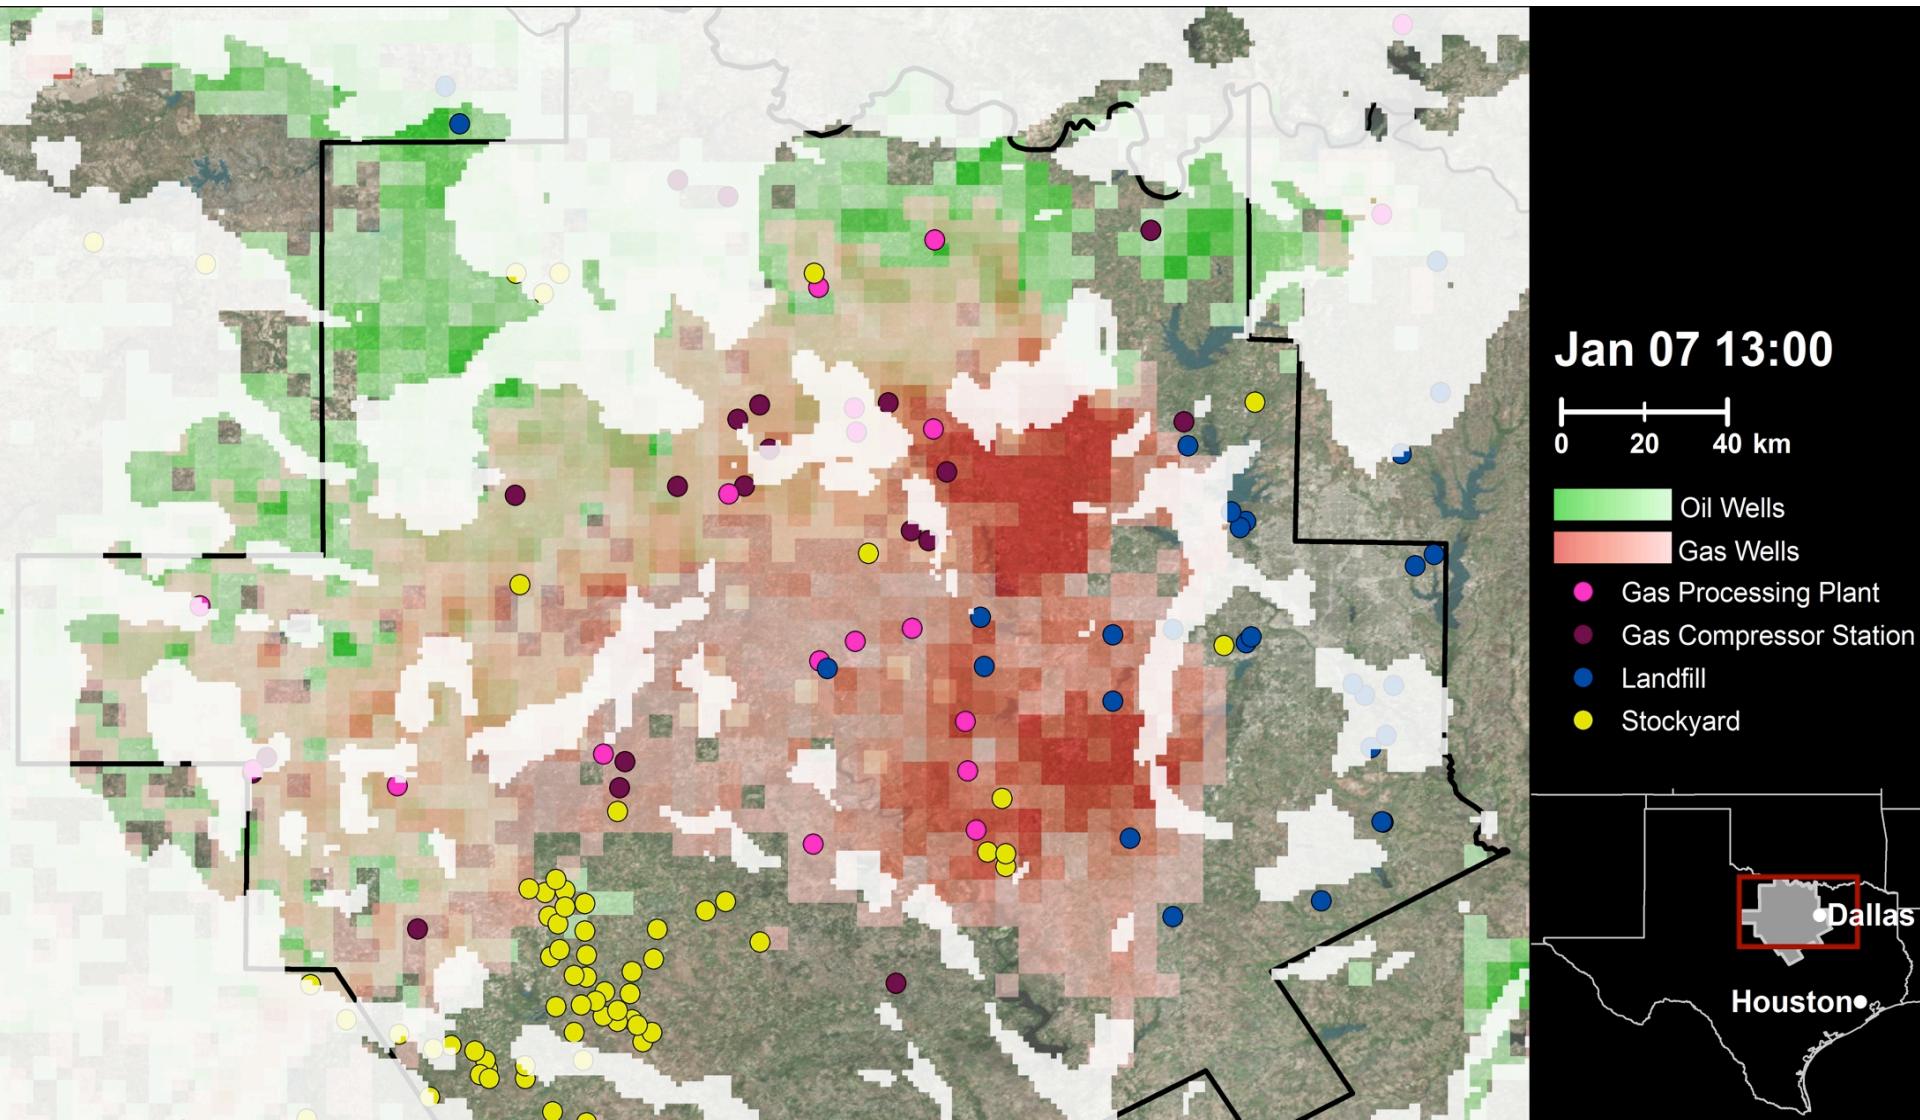 Jan 07 13:00
0 20 40 km
Oil Wells
Gas Wells
Gas Processing Plant
Gas Compressor Station
Landfill
Stockyard
Dallas
Houston